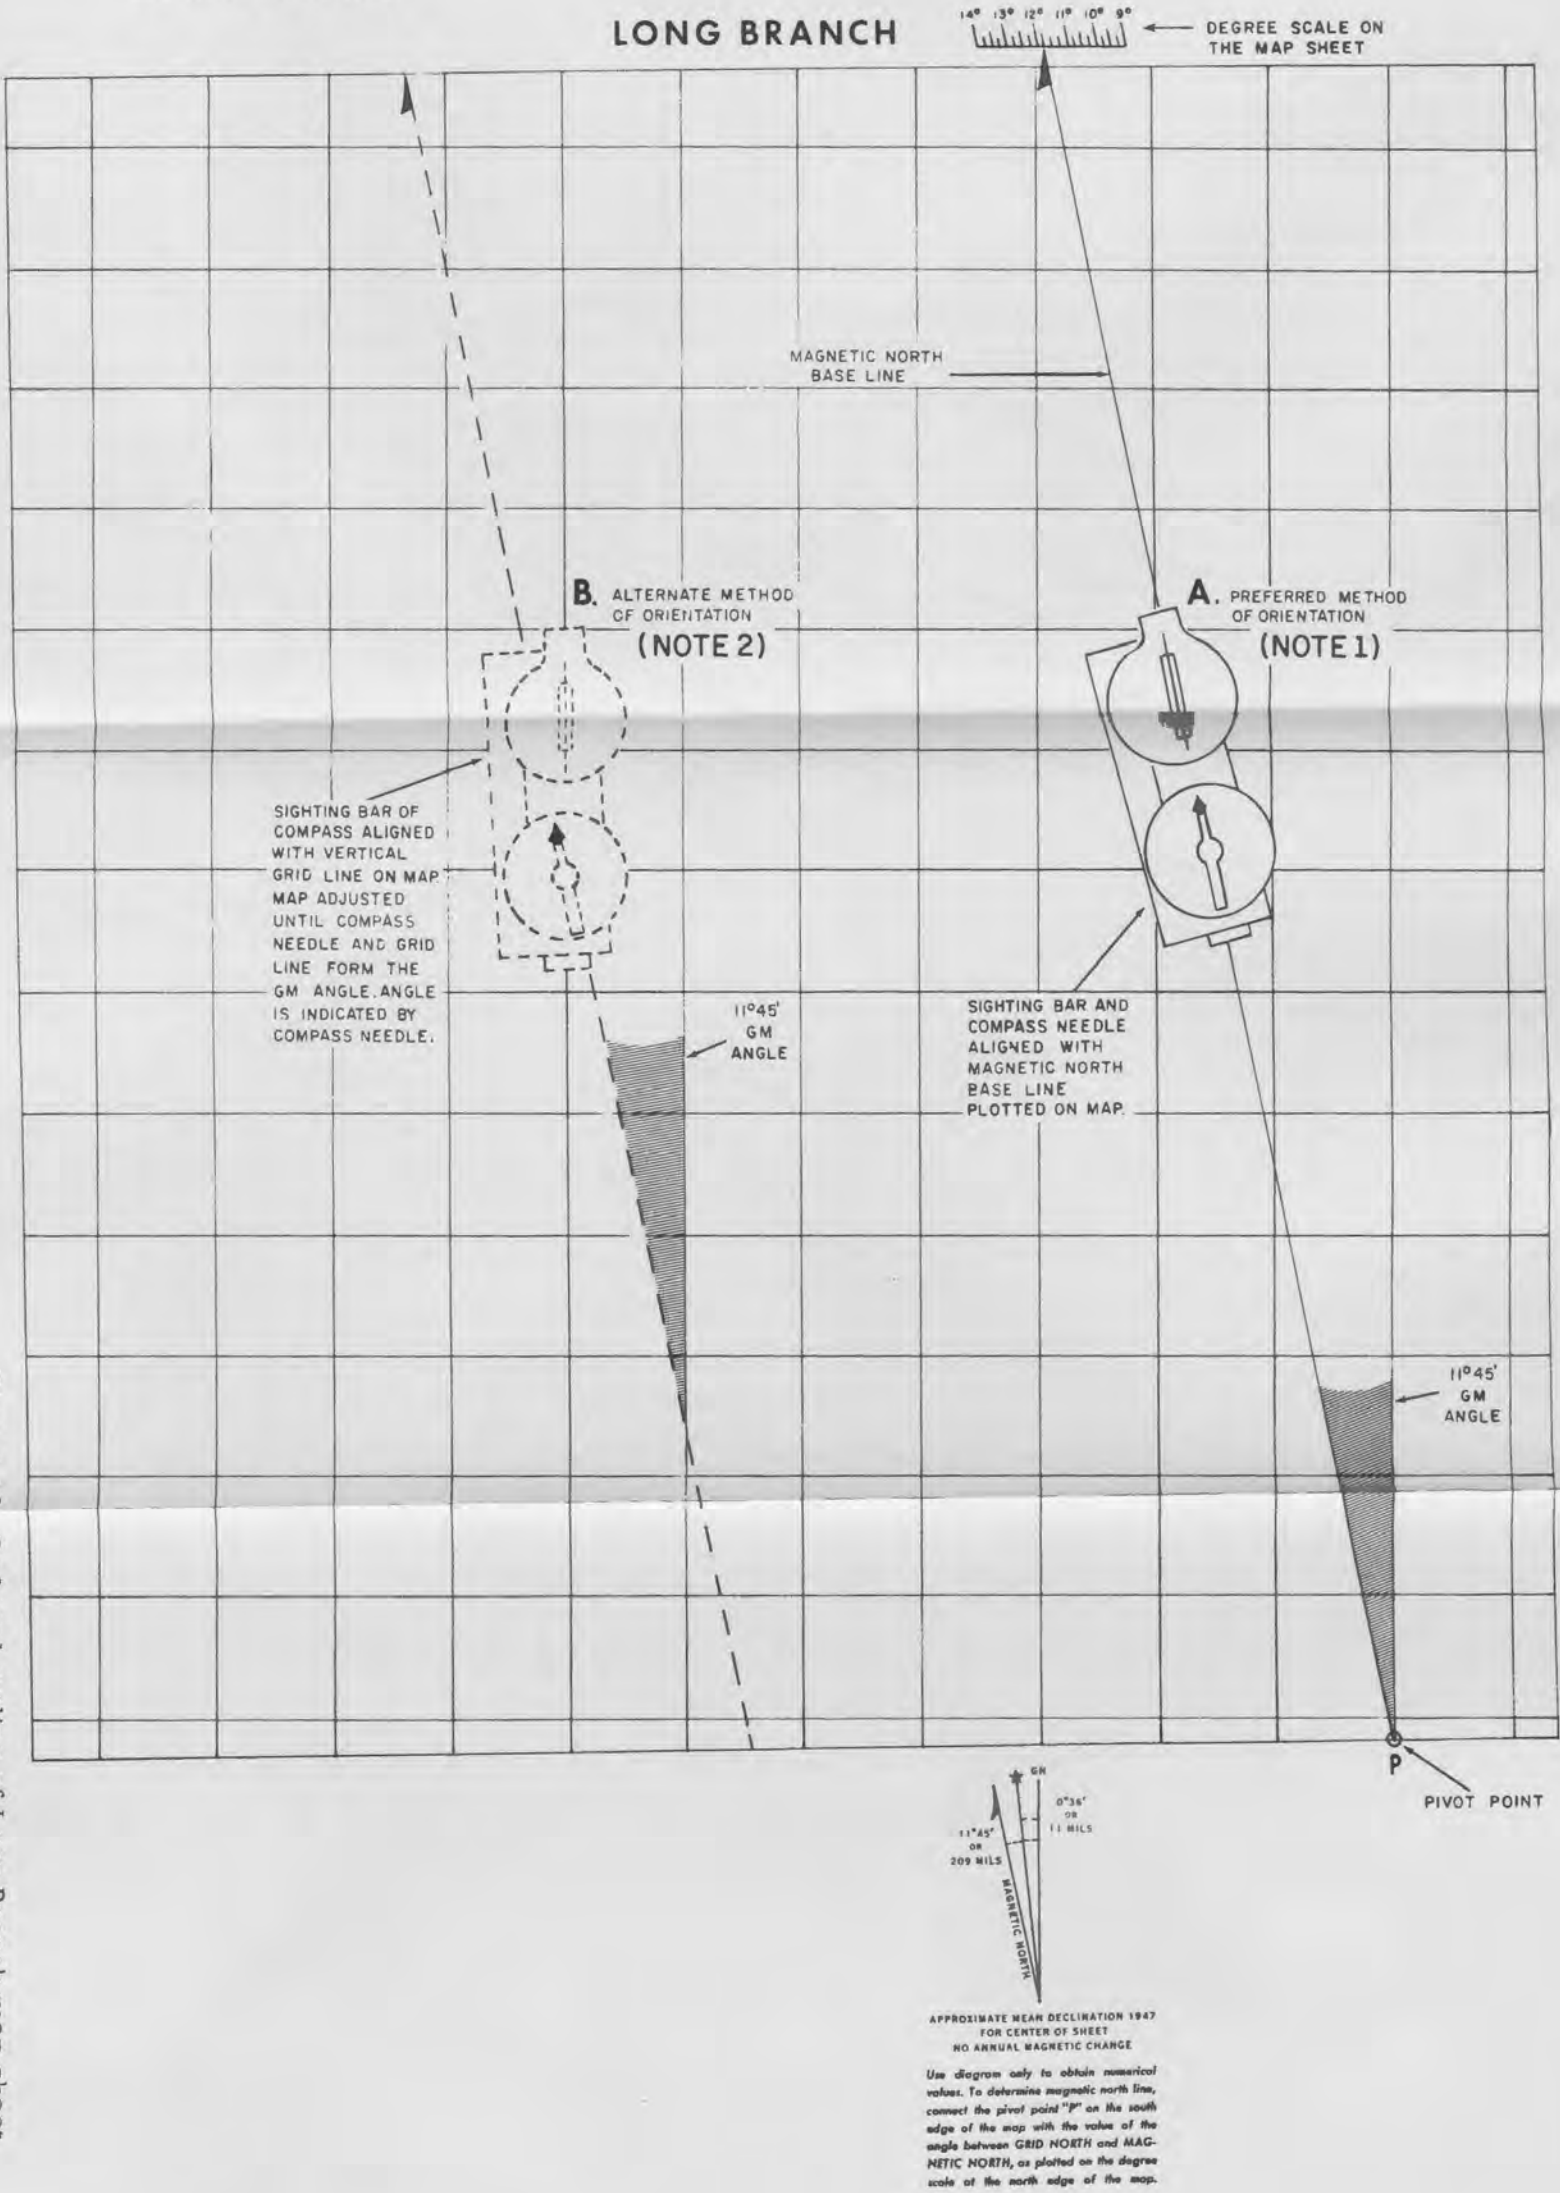 LONG BRANCH
14° 13° 12° 11° 10° 9°
DEGREE SCALE ON
THE MAP SHEET
MAGNETIC NORTH
BASE LINE
B. ALTERNATE METHOD
OF ORIENTATION
(NOTE 2)
A. PREFERRED METHOD
OF ORIENTATION
(NOTE 1)
SIGHTING BAR OF
COMPASS ALIGNED
WITH VERTICAL
GRID LINE ON MAP
MAP ADJUSTED
UNTIL COMPASS
NEEDLE AND GRID
LINE FORM THE
GM ANGLE. ANGLE
IS INDICATED BY
COMPASS NEEDLE.
11°45'
GM
ANGLE
SIGHTING BAR AND
COMPASS NEEDLE
ALIGNED WITH
MAGNETIC NORTH
BASE LINE
PLOTTED ON MAP.
11°45'
GM
ANGLE
P
PIVOT POINT
GN
0°36'
OR
11 MILS
11°45'
OR
209 MILS
MAGNETIC NORTH
APPROXIMATE MEAN DECLINATION 1947
FOR CENTER OF SHEET
NO ANNUAL MAGNETIC CHANGE
Use diagram only to obtain numerical
values. To determine magnetic north line,
connect the pivot point "P" on the south
edge of the map with the value of the
angle between GRID NORTH and MAG-
NETIC NORTH, as plotted on the degree
scale at the north edge of the map.